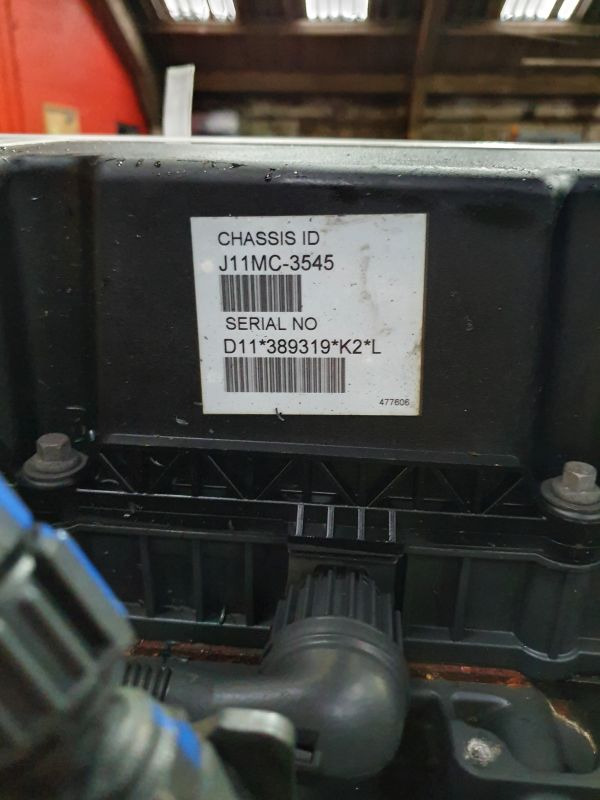 CHASSIS ID
J11MC-3545
SERIAL NO
D11*389319*K2*L
477606